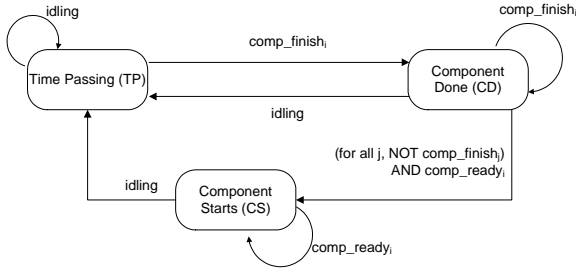 idling
comp_finishᵢ
comp_finishᵢ
Time Passing (TP)
Component
Done (CD)
idling
(for all j, NOT comp_finishⱼ)
AND comp_readyᵢ
idling
Component
Starts (CS)
comp_readyᵢ